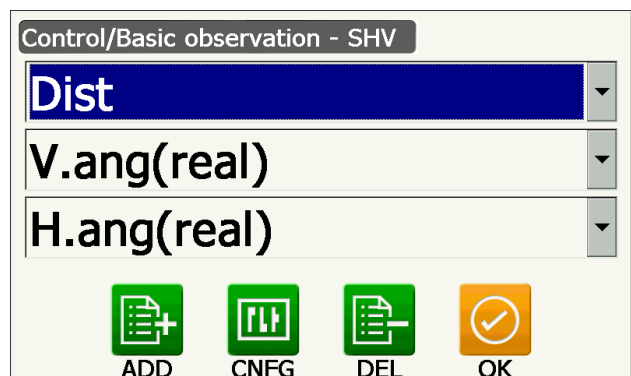 Control/Basic observation - SHV
Dist
V.ang(real)
H.ang(real)
ADD CNFG DEL OK